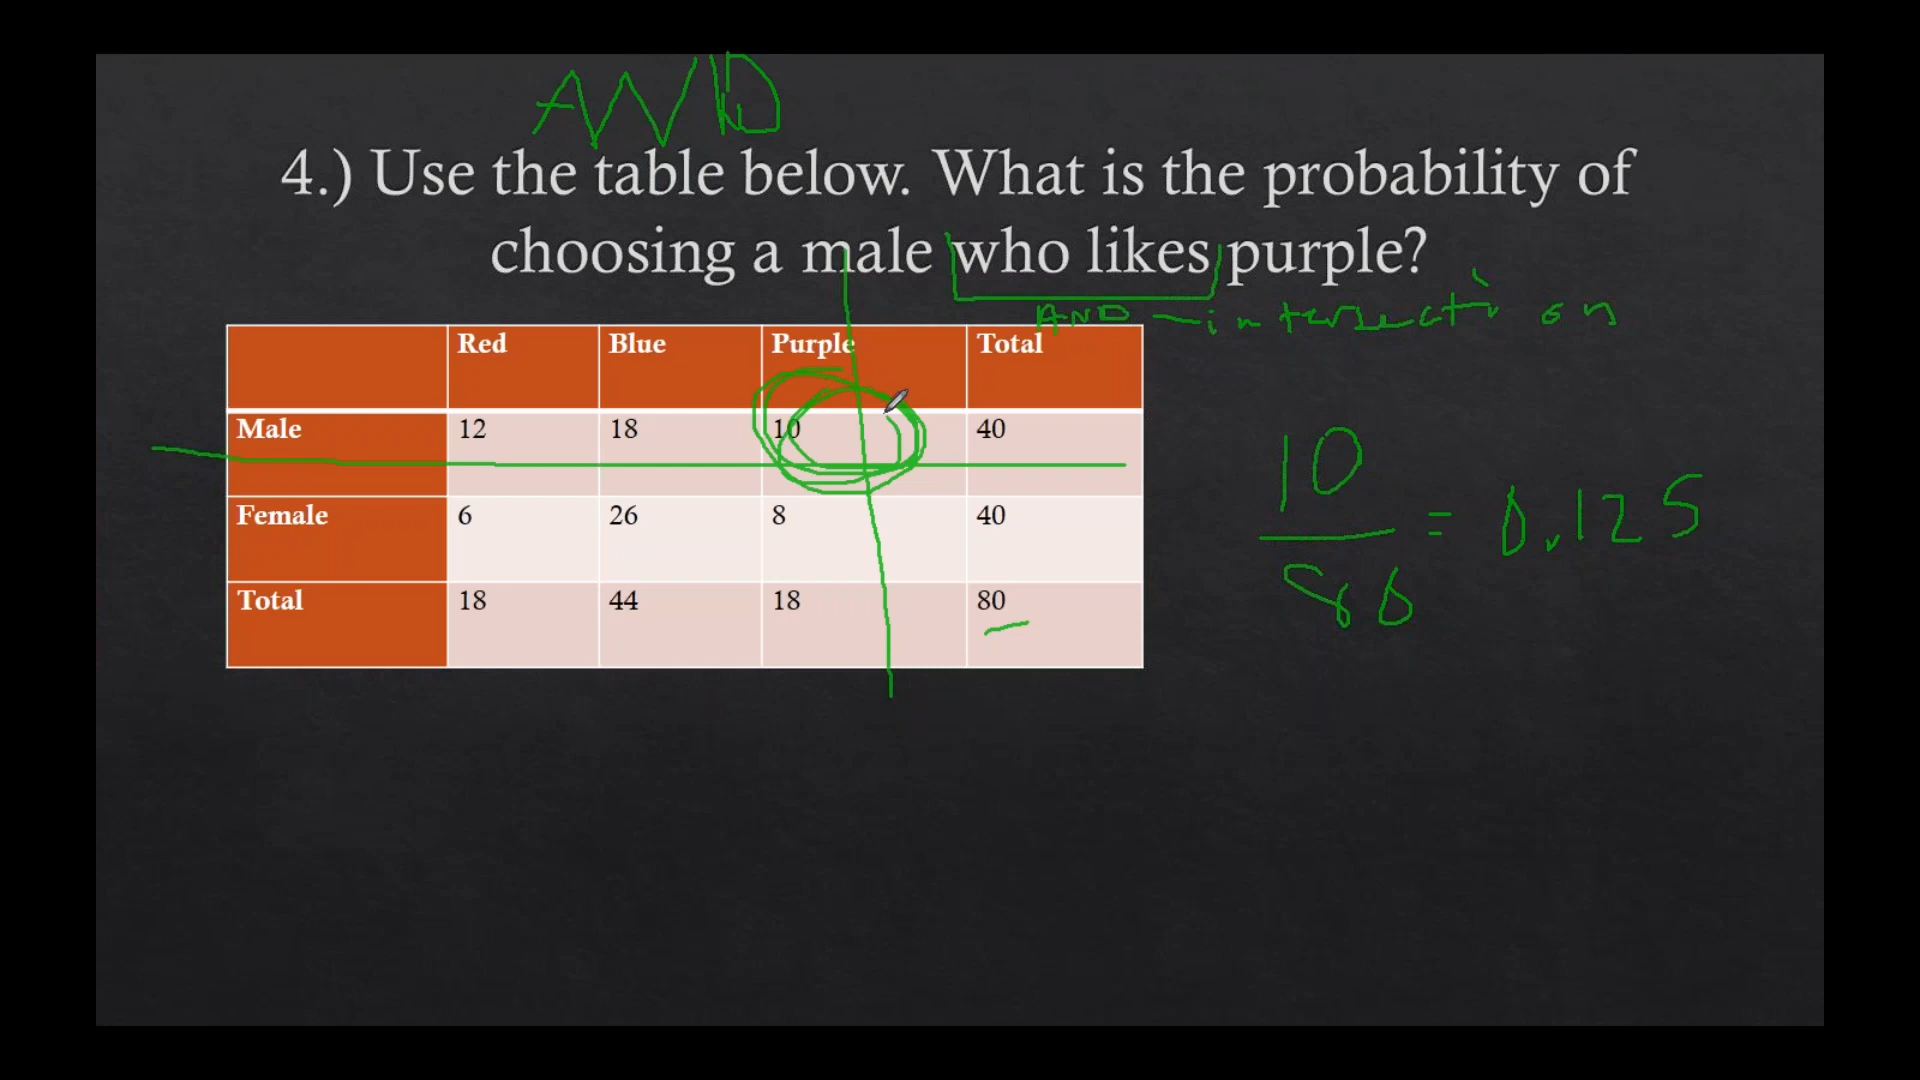 AND
4.) Use the table below. What is the probability of
choosing a male who likes purple?
AND - intersection
Red Blue Purple Total
Male 12 18 10 40
Female 6 26 8 40
Total 18 44 18 80
10
80
= 0.125